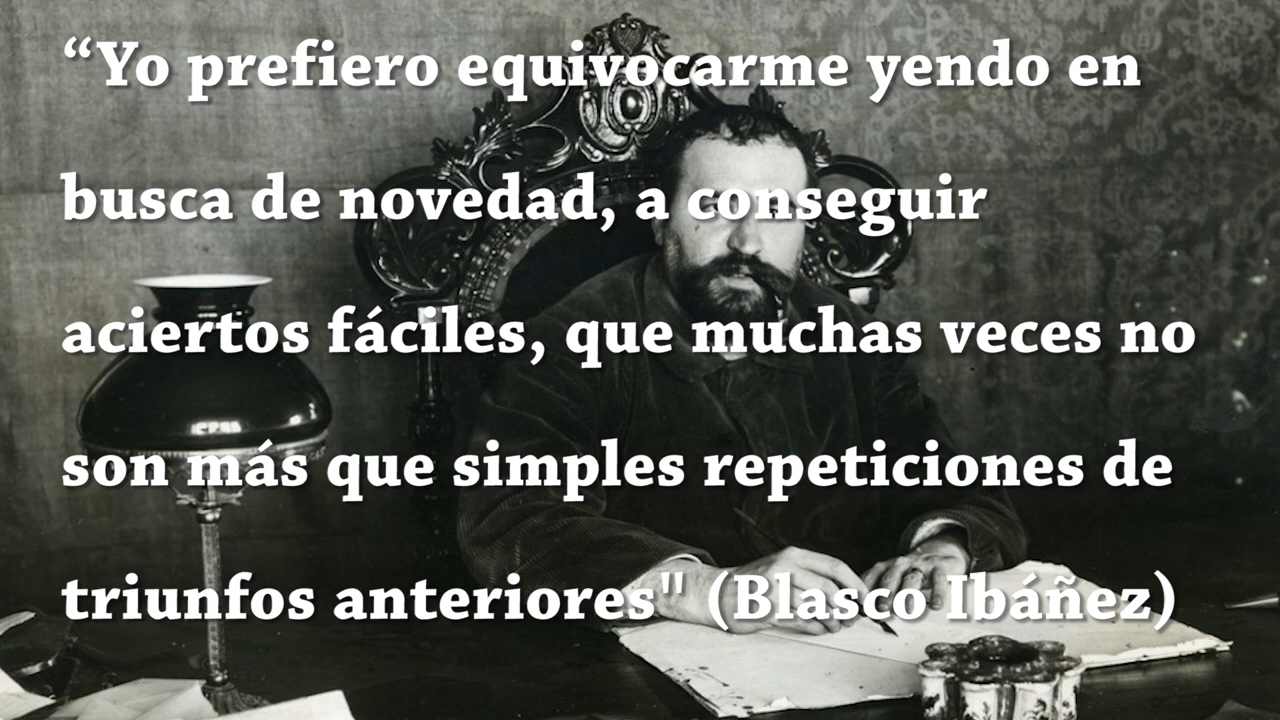 “Yo prefiero equivocarme yendo en
busca de novedad, a conseguir
aciertos fáciles, que muchas veces no
son más que simples repeticiones de
triunfos anteriores" (Blasco Ibáñez)